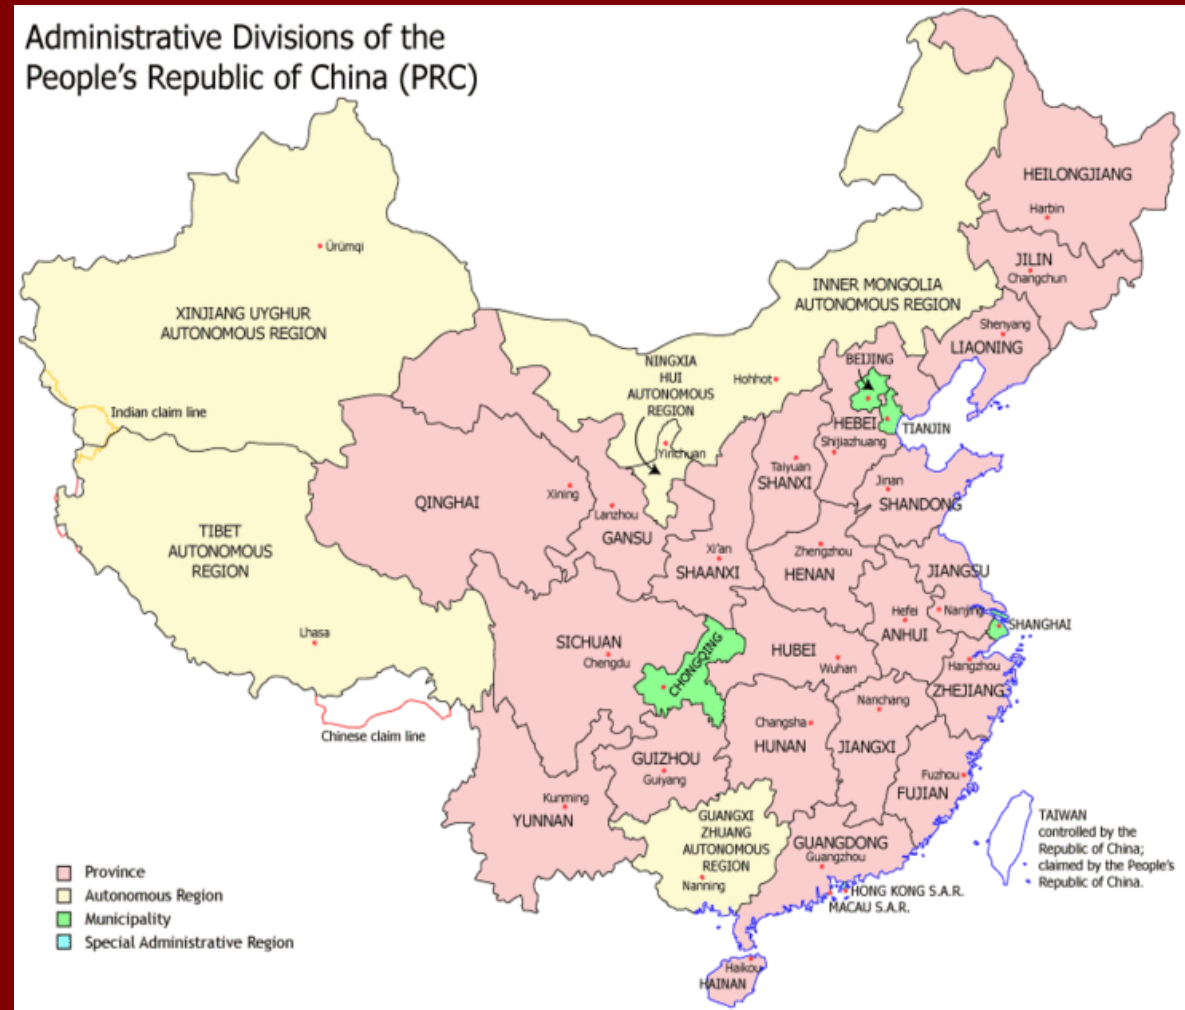 Administrative Divisions of the
People's Republic of China (PRC)
HEILONGJIANG
Harbin
JILIN
Changchun
Ürümqi
INNER MONGOLIA
AUTONOMOUS REGION
XINJIANG UYGHUR
AUTONOMOUS REGION
Shenyang
LIAONING
BEIJING
NINGXIA
HUI
AUTONOMOUS
REGION
Hohhot
Indian claim line
HEBEI
TIANJIN
Shijiazhuang
Yinchuan
Taiyuan
SHANXI
Jinan
SHANDONG
QINGHAI
Xining
Lanzhou
GANSU
TIBET
AUTONOMOUS
REGION
Xi'an
SHAANXI
Zhengzhou
HENAN
JIANGSU
Hefei
Nanjing
ANHUI
SHANGHAI
Lhasa
SICHUAN
Chengdu
CHONGQING
HUBEI
Wuhan
Hangzhou
ZHEJIANG
Nanchang
Chinese claim line
Changsha
HUNAN
JIANGXI
GUIZHOU
Guiyang
Fuzhou
FUJIAN
Kunming
YUNNAN
GUANGXI
ZHUANG
AUTONOMOUS
REGION
Nanning
GUANGDONG
Guangzhou
TAIWAN
controlled by the
Republic of China;
claimed by the People's
Republic of China.
HONG KONG S.A.R.
MACAU S.A.R.
Haikou
HAINAN
Province
Autonomous Region
Municipality
Special Administrative Region